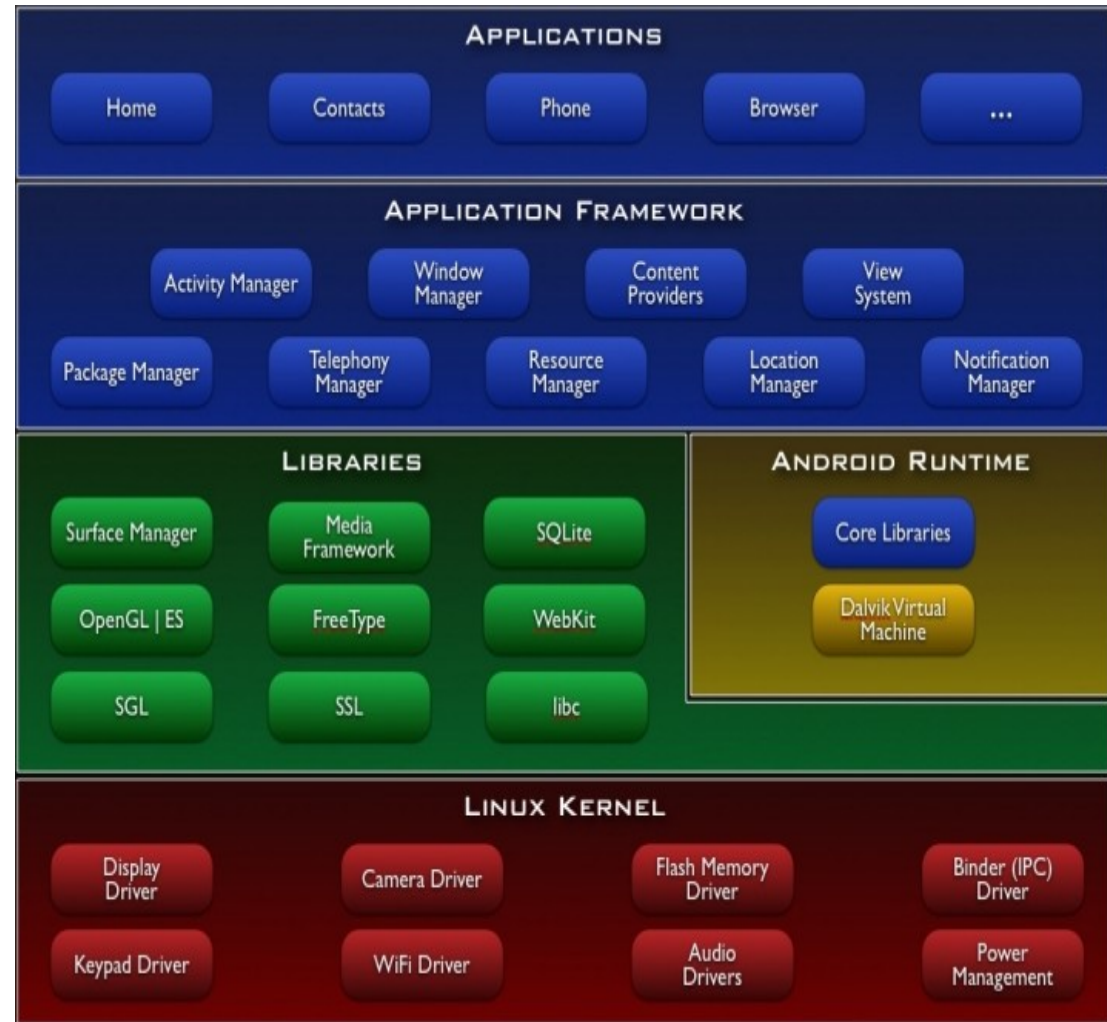 APPLICATIONS
Home
Contacts
Phone
Browser
...
APPLICATION FRAMEWORK
Activity Manager
Window
Manager
Content
Providers
View
System
Package Manager
Telephony
Manager
Resource
Manager
Location
Manager
Notification
Manager
LIBRARIES
Surface Manager
Media
Framework
SQLite
OpenGL | ES
FreeType
WebKit
SGL
SSL
libc
ANDROID RUNTIME
Core Libraries
Dalvik Virtual
Machine
LINUX KERNEL
Display
Driver
Camera Driver
Flash Memory
Driver
Binder (IPC)
Driver
Keypad Driver
WiFi Driver
Audio
Drivers
Power
Management